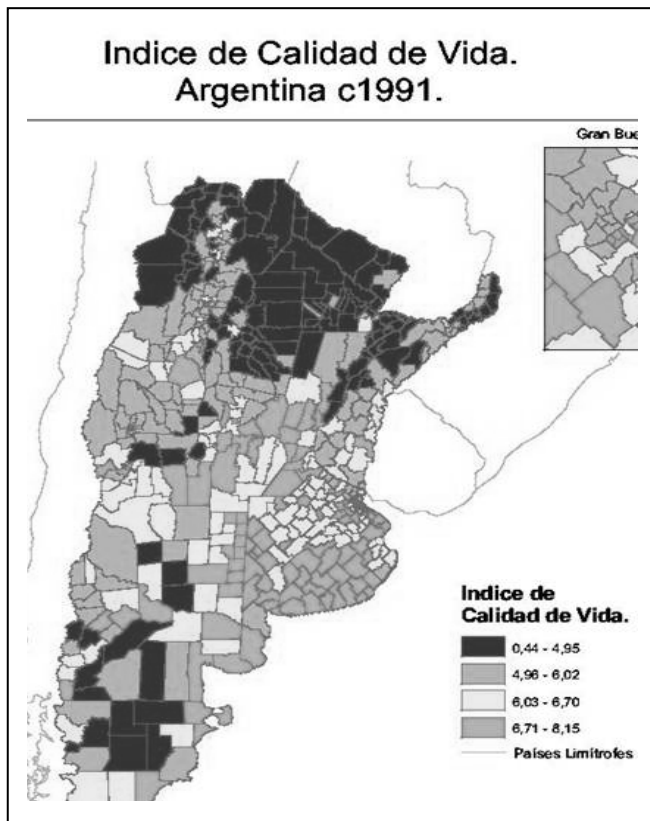 Indice de Calidad de Vida.
Argentina c1991.
Gran Bue
Indice de
Calidad de Vida.
0,44 - 4,95
4,96 - 6,02
6,03 - 6,70
6,71 - 8,15
Países Limítrofes